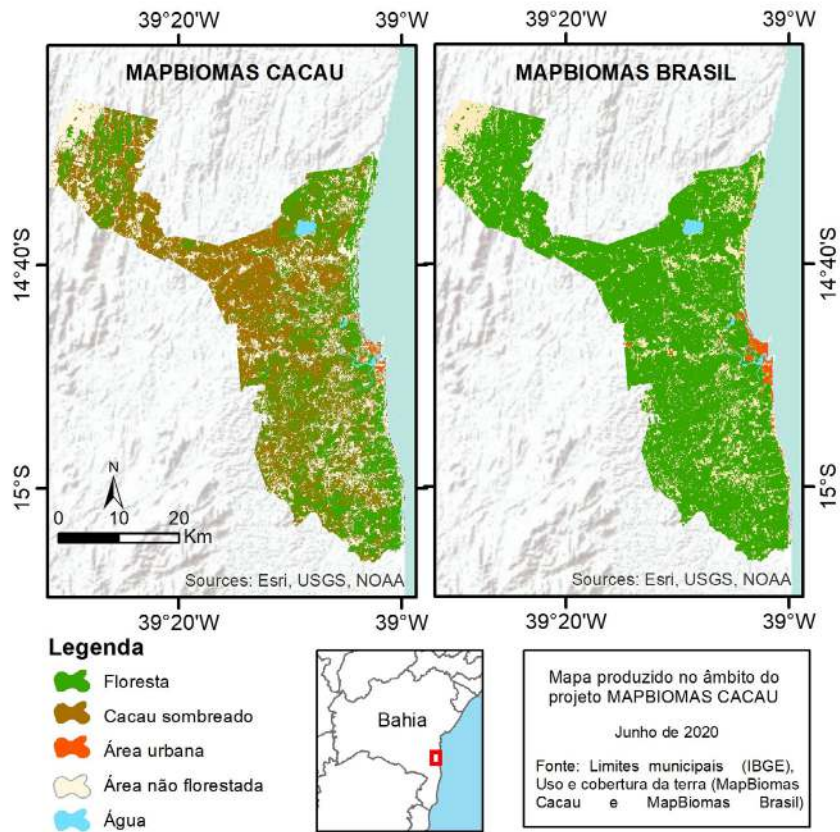 39°20'W 39°W 39°20'W 39°W
MAPBIOMAS CACAU
MAPBIOMAS BRASIL
14°40'S
15°S
14°40'S
15°S
N
0 10 20
Km
Sources: Esri, USGS, NOAA
Sources: Esri, USGS, NOAA
39°20'W 39°W 39°20'W 39°W
Legenda
Floresta
Cacau sombreado
Área urbana
Área não florestada
Água
Bahia
Mapa produzido no âmbito do
projeto MAPBIOMAS CACAU
Junho de 2020
Fonte: Limites municipais (IBGE),
Uso e cobertura da terra (MapBiomas
Cacau e MapBiomas Brasil)